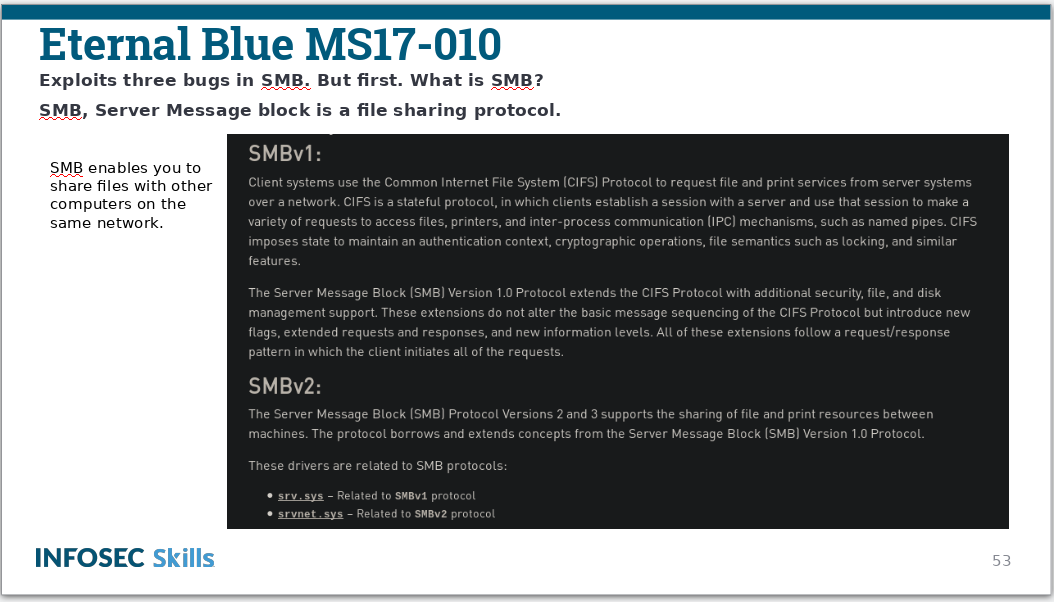 Eternal Blue MS17-010
Exploits three bugs in SMB. But first. What is SMB?
SMB, Server Message block is a file sharing protocol.
SMB enables you to
share files with other
computers on the
same network.
SMBv1:
Client systems use the Common Internet File System (CIFS) Protocol to request file and print services from server systems
over a network. CIFS is a stateful protocol, in which clients establish a session with a server and use that session to make a
variety of requests to access files, printers, and inter-process communication (IPC) mechanisms, such as named pipes. CIFS
imposes state to maintain an authentication context, cryptographic operations, file semantics such as locking, and similar
features.
The Server Message Block (SMB) Version 1.0 Protocol extends the CIFS Protocol with additional security, file, and disk
management support. These extensions do not alter the basic message sequencing of the CIFS Protocol but introduce new
flags, extended requests and responses, and new information levels. All of these extensions follow a request/response
pattern in which the client initiates all of the requests.
SMBv2:
The Server Message Block (SMB) Protocol Versions 2 and 3 supports the sharing of file and print resources between
machines. The protocol borrows and extends concepts from the Server Message Block (SMB) Version 1.0 Protocol.
These drivers are related to SMB protocols:
• srv.sys – Related to SMBv1 protocol
• srvnet.sys – Related to SMBv2 protocol
INFOSEC Skills
53